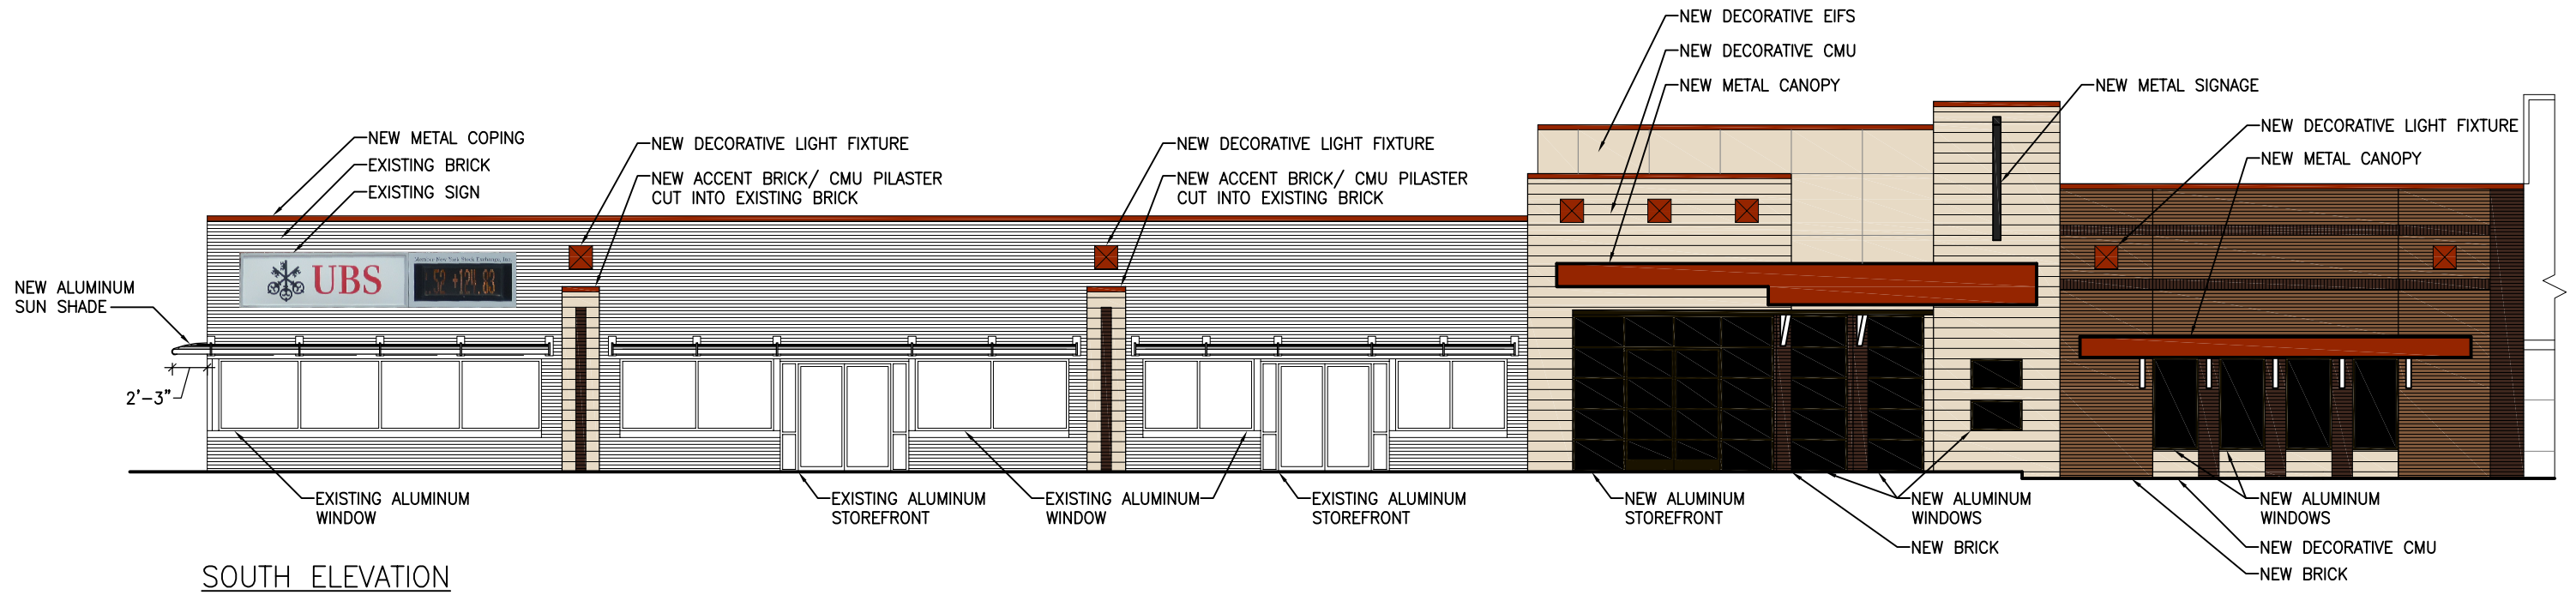 NEW DECORATIVE EIFS
NEW DECORATIVE CMU
NEW METAL CANOPY
NEW METAL SIGNAGE
NEW METAL COPING
EXISTING BRICK
EXISTING SIGN
NEW DECORATIVE LIGHT FIXTURE
NEW ACCENT BRICK/ CMU PILASTER
CUT INTO EXISTING BRICK
NEW DECORATIVE LIGHT FIXTURE
NEW ACCENT BRICK/ CMU PILASTER
CUT INTO EXISTING BRICK
NEW DECORATIVE LIGHT FIXTURE
NEW METAL CANOPY
UBS
52 +124.83
NEW ALUMINUM
SUN SHADE
2'-3"
EXISTING ALUMINUM
WINDOW
EXISTING ALUMINUM
STOREFRONT
EXISTING ALUMINUM
WINDOW
EXISTING ALUMINUM
STOREFRONT
NEW ALUMINUM
STOREFRONT
NEW ALUMINUM
WINDOWS
NEW BRICK
NEW ALUMINUM
WINDOWS
NEW DECORATIVE CMU
NEW BRICK
SOUTH ELEVATION